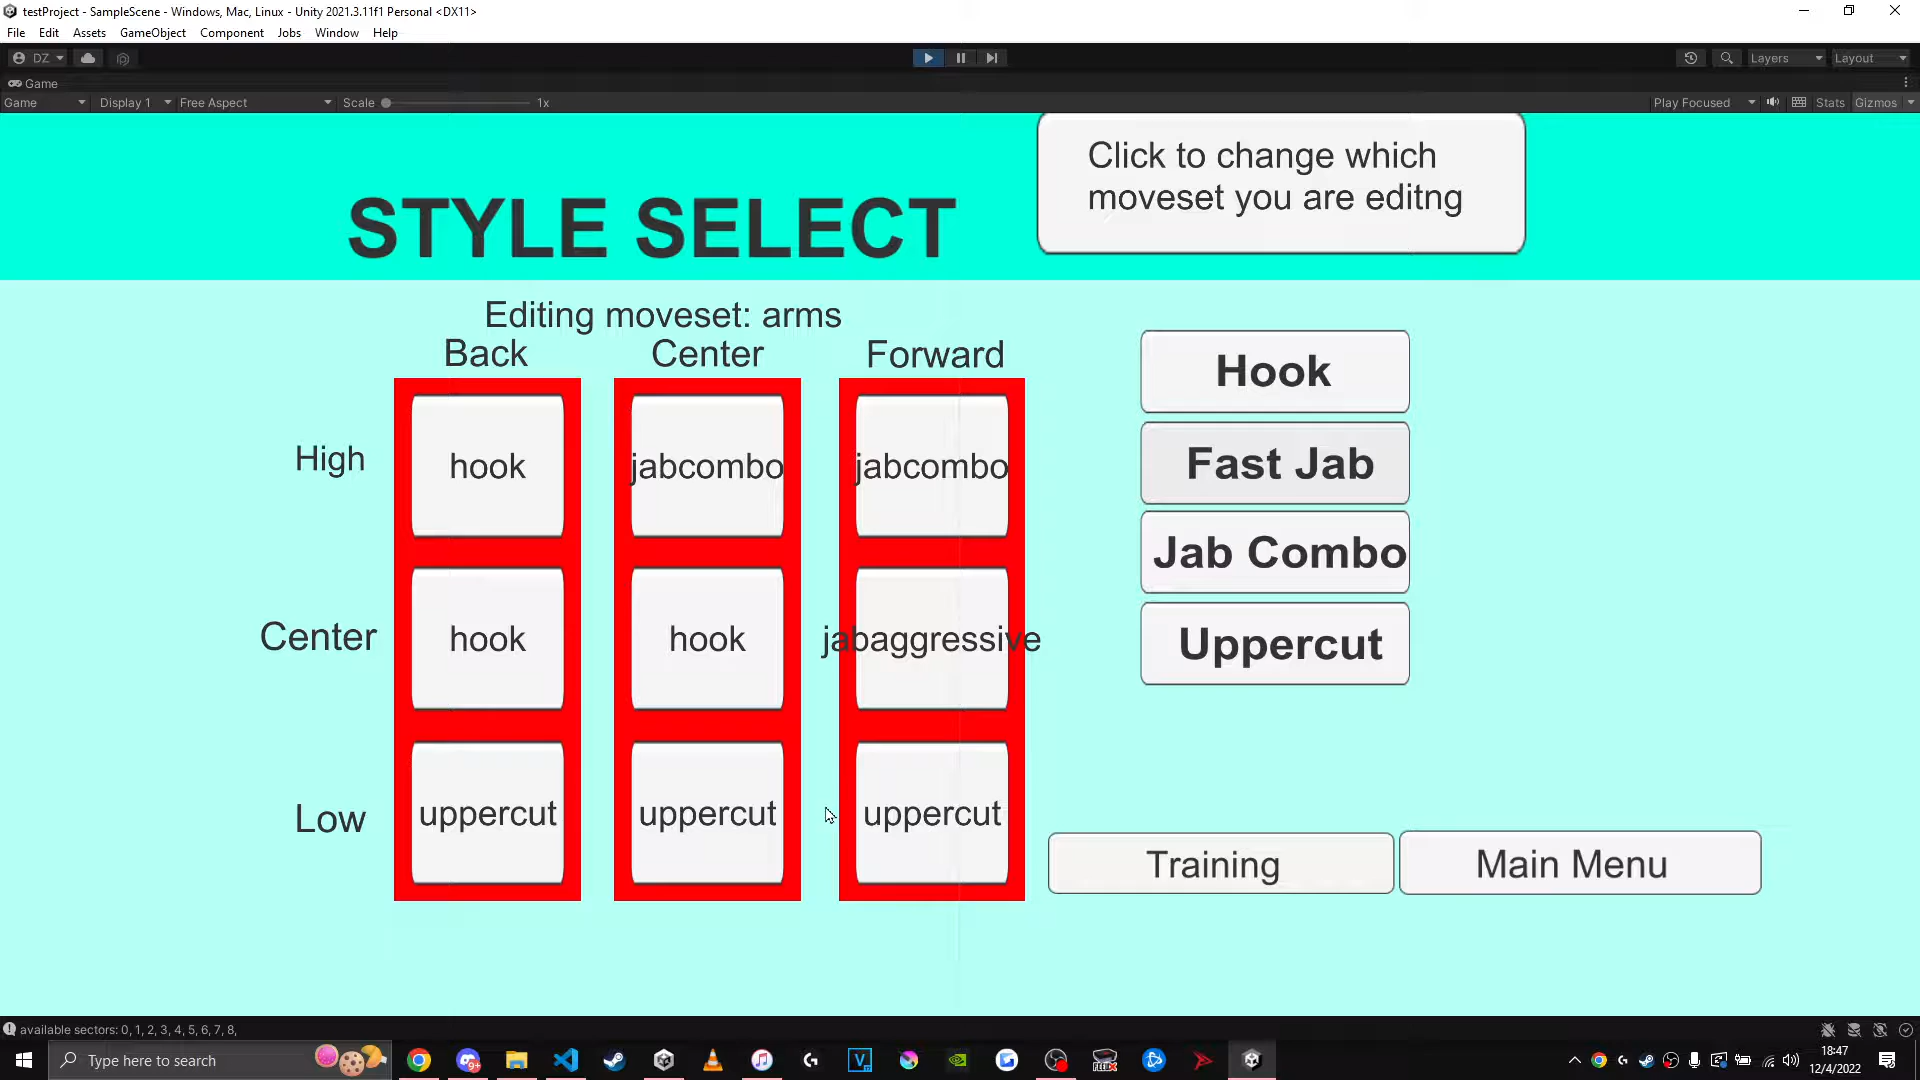 testProject - SampleScene - Windows, Mac, Linux - Unity 2021.3.11f1 Personal <DX11>
File Edit Assets GameObject Component Jobs Window Help
DZ Layers Layout
Game
Game Display 1 Free Aspect Scale 1x Play Focused Stats Gizmos
Click to change which
moveset you are editng
STYLE SELECT
Editing moveset: arms
Back Center Forward
Hook
High hook jabcombo jabcombo
Fast Jab
Jab Combo
Center hook hook jabaggressive
Uppercut
Low uppercut uppercut uppercut
Training Main Menu
available sectors: 0, 1, 2, 3, 4, 5, 6, 7, 8,
Type here to search
18:47
12/4/2022